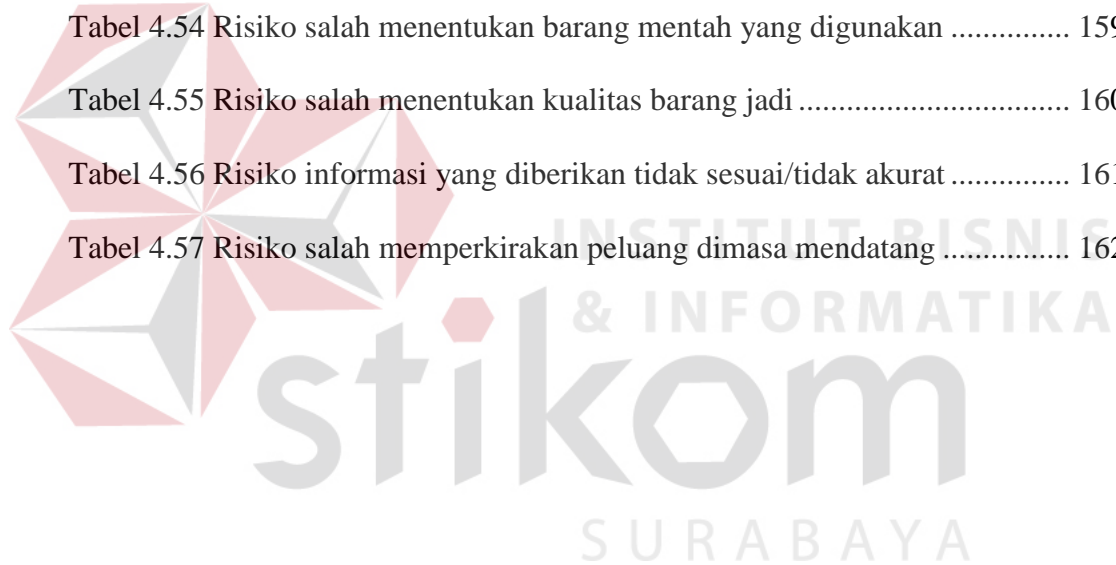 Tabel 4.54 Risiko salah menentukan barang mentah yang digunakan ............... 159
Tabel 4.55 Risiko salah menentukan kualitas barang jadi .................................. 160
Tabel 4.56 Risiko informasi yang diberikan tidak sesuai/tidak akurat ............... 161
Tabel 4.57 Risiko salah memperkirakan peluang dimasa mendatang ................ 162
INSTITUT BISNIS
& INFORMATIKA
stikom
SURABAYA